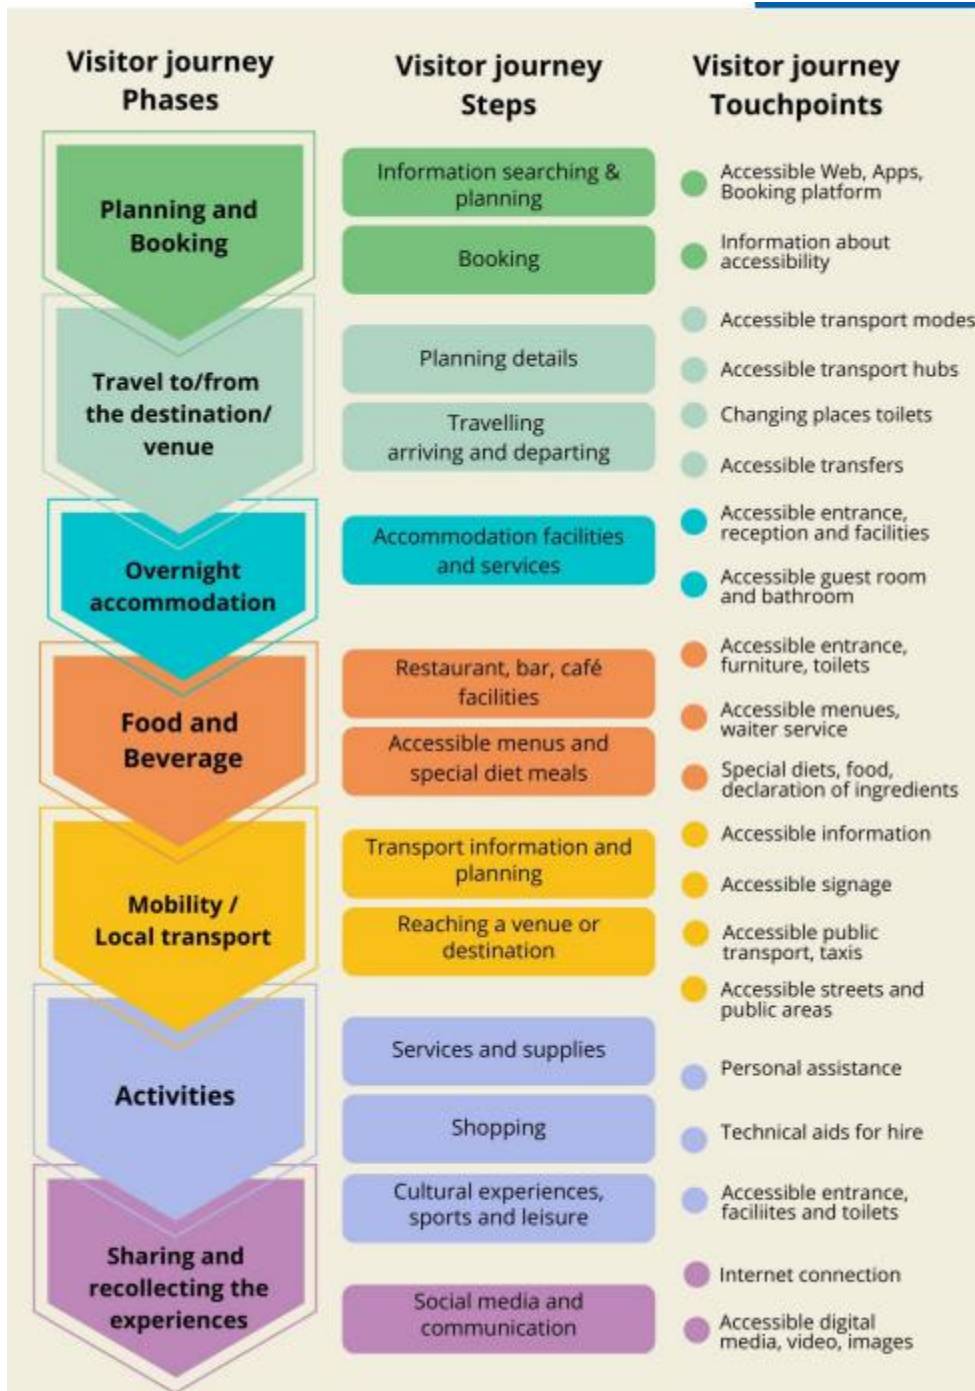 Visitor journey
Phases
Visitor journey
Steps
Visitor journey
Touchpoints
Planning and
Booking
Information searching &
planning
Booking
Accessible Web, Apps,
Booking platform
Information about
accessibility
Travel to/from
the destination/
venue
Planning details
Travelling
arriving and departing
Accessible transport modes
Accessible transport hubs
Changing places toilets
Accessible transfers
Overnight
accommodation
Accommodation facilities
and services
Accessible entrance,
reception and facilities
Accessible guest room
and bathroom
Food and
Beverage
Restaurant, bar, café
facilities
Accessible menus and
special diet meals
Accessible entrance,
furniture, toilets
Accessible menues,
waiter service
Special diets, food,
declaration of ingredients
Mobility /
Local transport
Transport information and
planning
Reaching a venue or
destination
Accessible information
Accessible signage
Accessible public
transport, taxis
Accessible streets and
public areas
Activities
Services and supplies
Shopping
Cultural experiences,
sports and leisure
Personal assistance
Technical aids for hire
Accessible entrance,
faciliites and toilets
Sharing and
recollecting the
experiences
Social media and
communication
Internet connection
Accessible digital
media, video, images